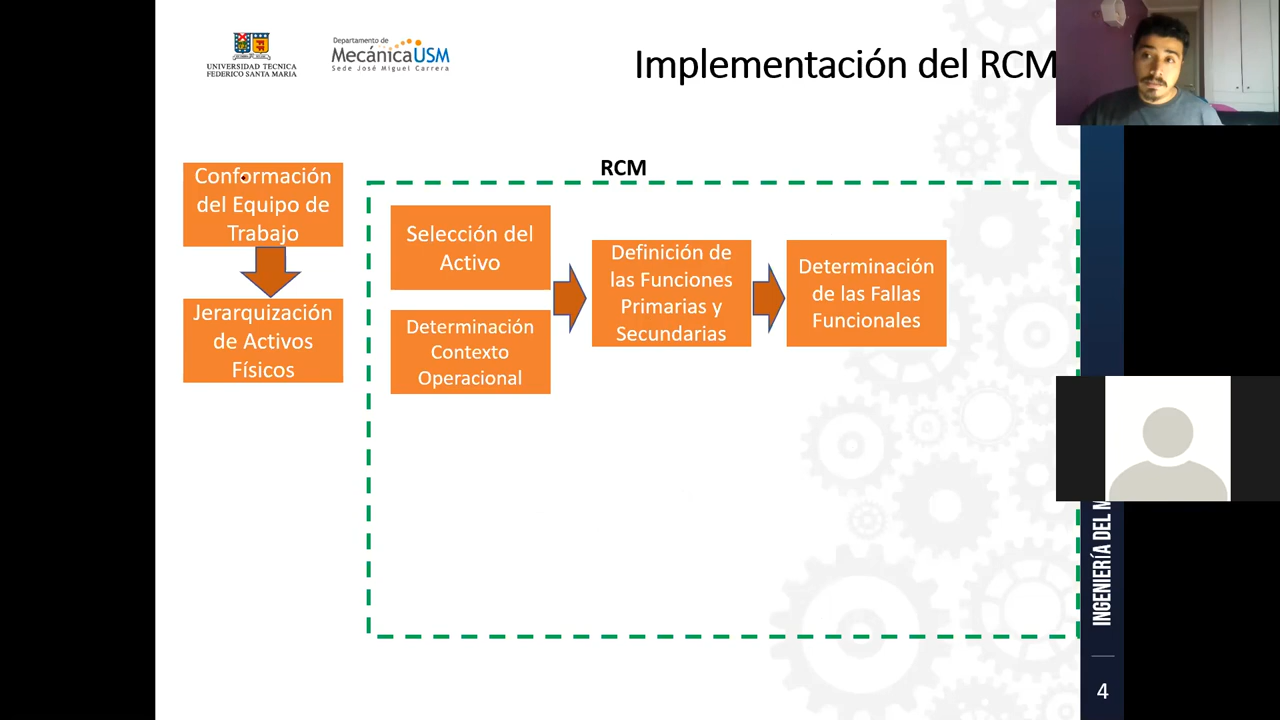 UNIVERSIDAD TECNICA
FEDERICO SANTA MARIA
Departamento de
MecánicaUSM
Sede José Miguel Carrera
Implementación del RCM
RCM
Conformación
del Equipo de
Trabajo
Jerarquización
de Activos
Físicos
Selección del
Activo
Determinación
Contexto
Operacional
Definición de
las Funciones
Primarias y
Secundarias
Determinación
de las Fallas
Funcionales
INGENIERÍA DEL M
4